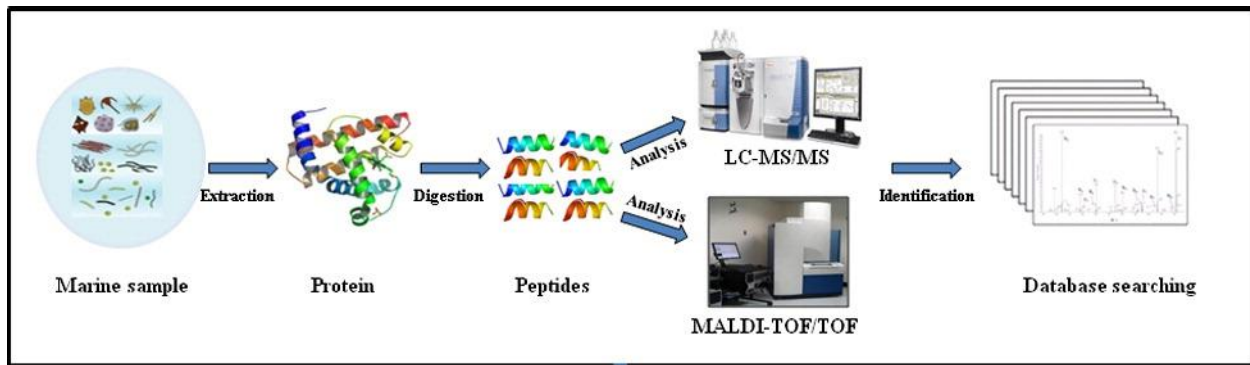 Extraction
Digestion
Analysis
Analysis
LC-MS/MS
MALDI-TOF/TOF
Identification
Marine sample
Protein
Peptides
Database searching